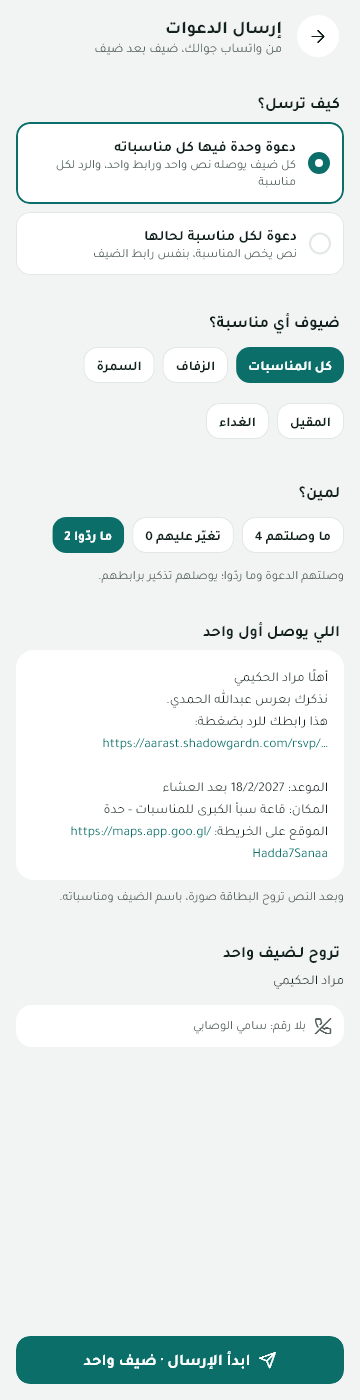 إرسال الدعوات
من واتساب جوالك، ضيف بعد ضيف
كيف ترسل؟
دعوة وحدة فيها كل مناسباته
كل ضيف يوصله نص واحد ورابط واحد، والرد لكل
مناسبة
دعوة لكل مناسبة لحالها
نص يخص المناسبة، بنفس رابط الضيف
ضيوف أي مناسبة؟
كل المناسبات
الزفاف
السمرة
المقيل
الغداء
لمين؟
ما وصلتهم 4
تغيّر عليهم 0
ما ردّوا 2
وصلتهم الدعوة وما ردّوا؛ يوصلهم تذكير برابطهم.
اللي يوصل أول واحد
أهلًا مراد الحكيمي
نذكرك بعرس عبدالله الحمدي.
هذا رابطك للرد بضغطة:
https://aarast.shadowgardn.com/rsvp/…
الموعد: 18/2/2027 بعد العشاء
المكان: قاعة سبأ الكبرى للمناسبات - حدة
الموقع على الخريطة: https://maps.app.goo.gl/
Hadda7Sanaa
وبعد النص تروح البطاقة صورة، باسم الضيف ومناسباته.
تروح لضيف واحد
مراد الحكيمي
بلا رقم: سامي الوصابي
ابدأ الإرسال · ضيف واحد